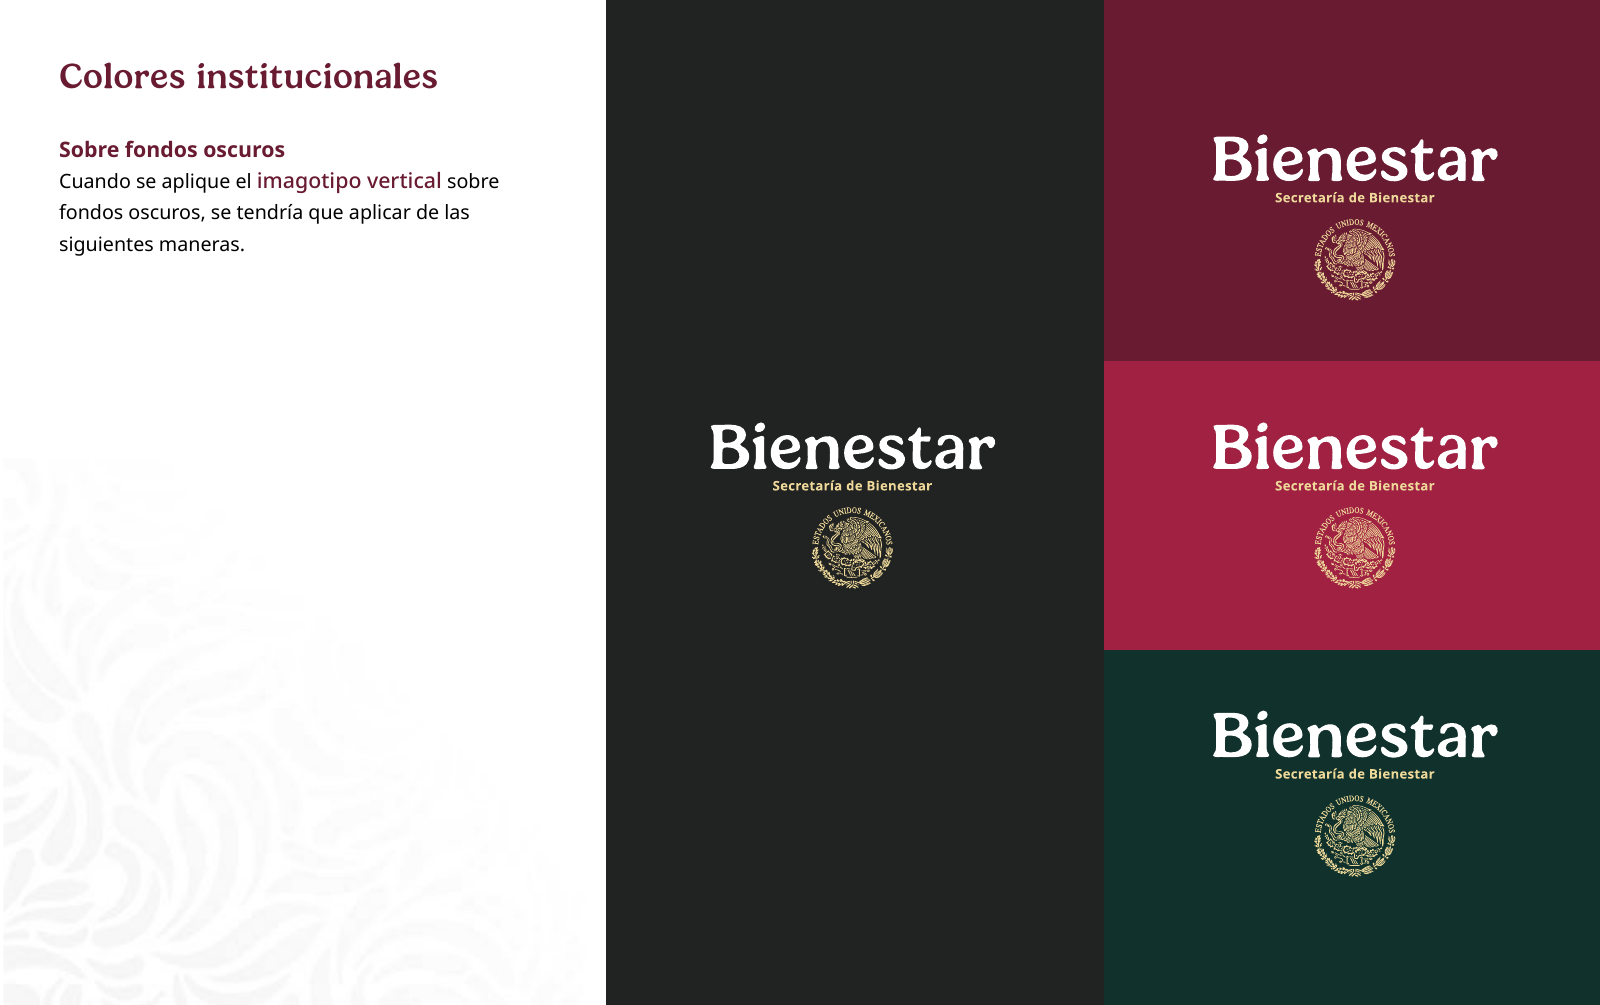 Colores institucionales
Sobre fondos oscuros
Cuando se aplique el imagotipo vertical sobre
fondos oscuros, se tendría que aplicar de las
siguientes maneras.
Bienestar
Secretaría de Bienestar
ESTADOS UNIDOS MEXICANOS
Bienestar
Secretaría de Bienestar
ESTADOS UNIDOS MEXICANOS
Bienestar
Secretaría de Bienestar
ESTADOS UNIDOS MEXICANOS
Bienestar
Secretaría de Bienestar
ESTADOS UNIDOS MEXICANOS